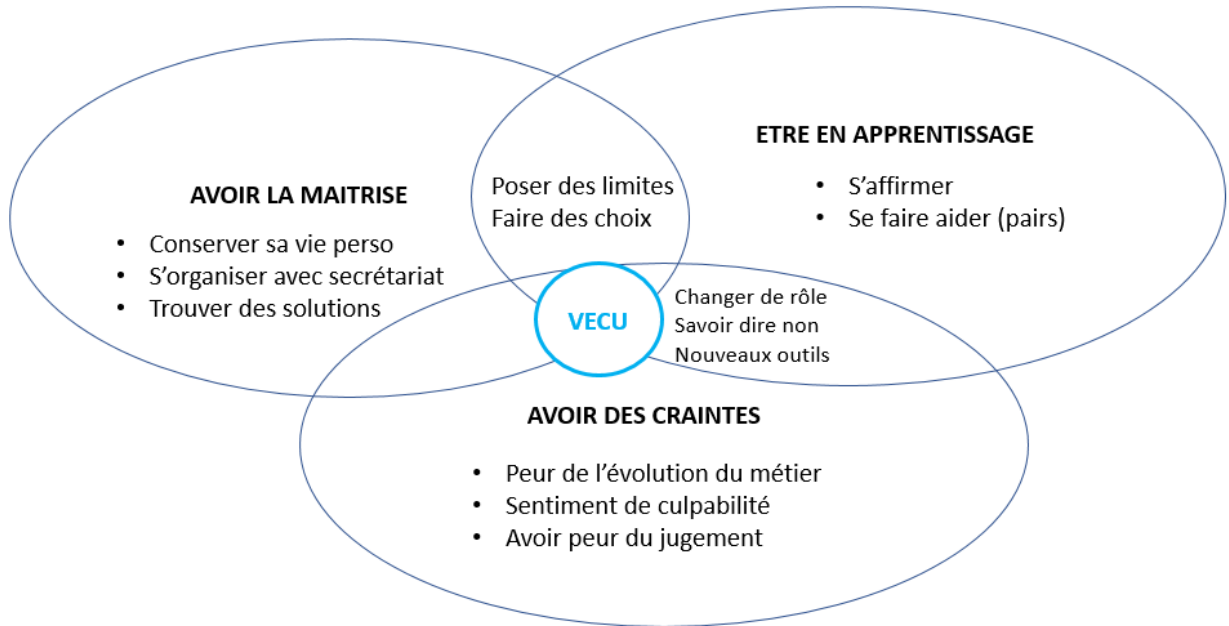 ETRE EN APPRENTISSAGE
• S'affirmer
• Se faire aider (pairs)
AVOIR LA MAITRISE
• Conserver sa vie perso
• S'organiser avec secrétariat
• Trouver des solutions
Poser des limites
Faire des choix
VECU
Changer de rôle
Savoir dire non
Nouveaux outils
AVOIR DES CRAINTES
• Peur de l'évolution du métier
• Sentiment de culpabilité
• Avoir peur du jugement